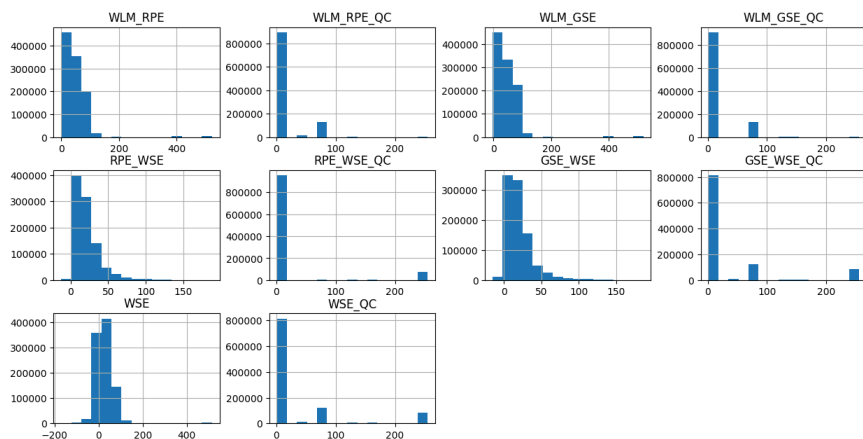 WLM_RPE WLM_RPE_QC WLM_GSE WLM_GSE_QC
400000 800000 400000 800000
300000 600000 300000 600000
200000 400000 200000 400000
100000 200000 100000 200000
0 0 0 0
0 200 400 0 100 200 0 200 400 0 100 200
RPE_WSE RPE_WSE_QC GSE_WSE GSE_WSE_QC
400000 800000 300000 800000
300000 600000 200000 600000
200000 400000 100000 400000
100000 200000 0 200000
0 0 0
0 50 100 150 0 100 200 0 50 100 150 0 100 200
WSE WSE_QC
400000 800000
300000 600000
200000 400000
100000 200000
0 0
−200 0 200 400 0 100 200